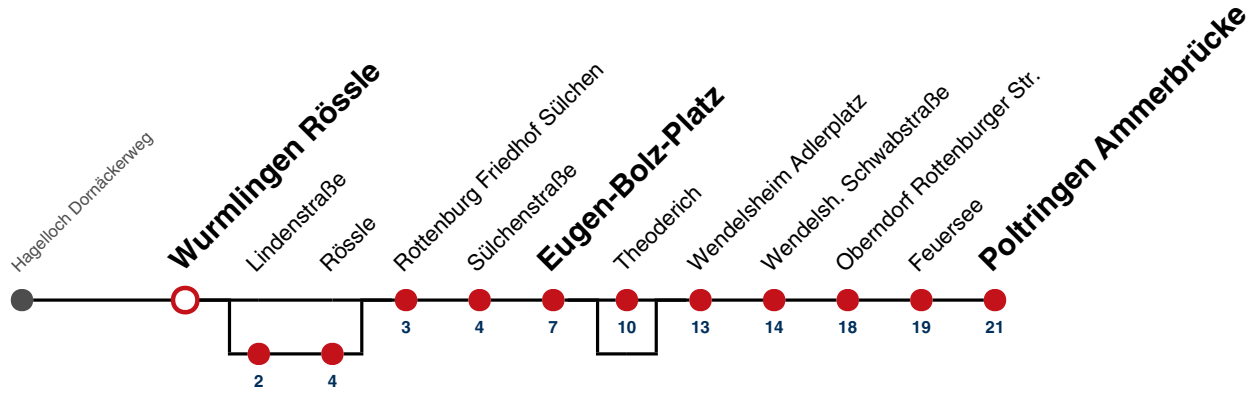 Hagelloch Dornäckerweg
Wurmlingen Rössle
Lindenstraße
Rössle
Rottenburg Friedhof Sülchen
Sülchenstraße
Eugen-Bolz-Platz
Theoderich
Wendelsheim Adlerplatz
Wendelsh. Schwabstraße
Oberndorf Rottenburger Str.
Feuersee
Poltringen Ammerbrücke
3 4 7 10 13 14 18 19 21
2 4